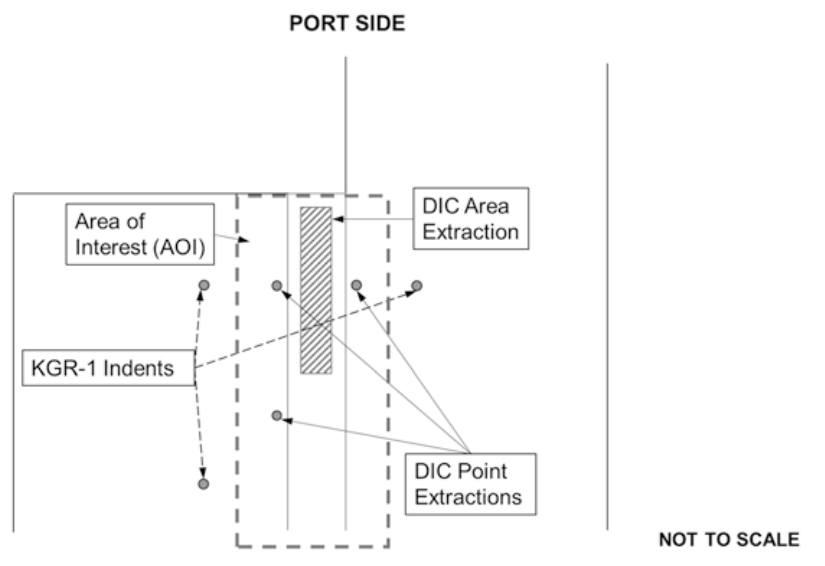 PORT SIDE
Area of
Interest (AOI)
DIC Area
Extraction
KGR-1 Indents
DIC Point
Extractions
NOT TO SCALE